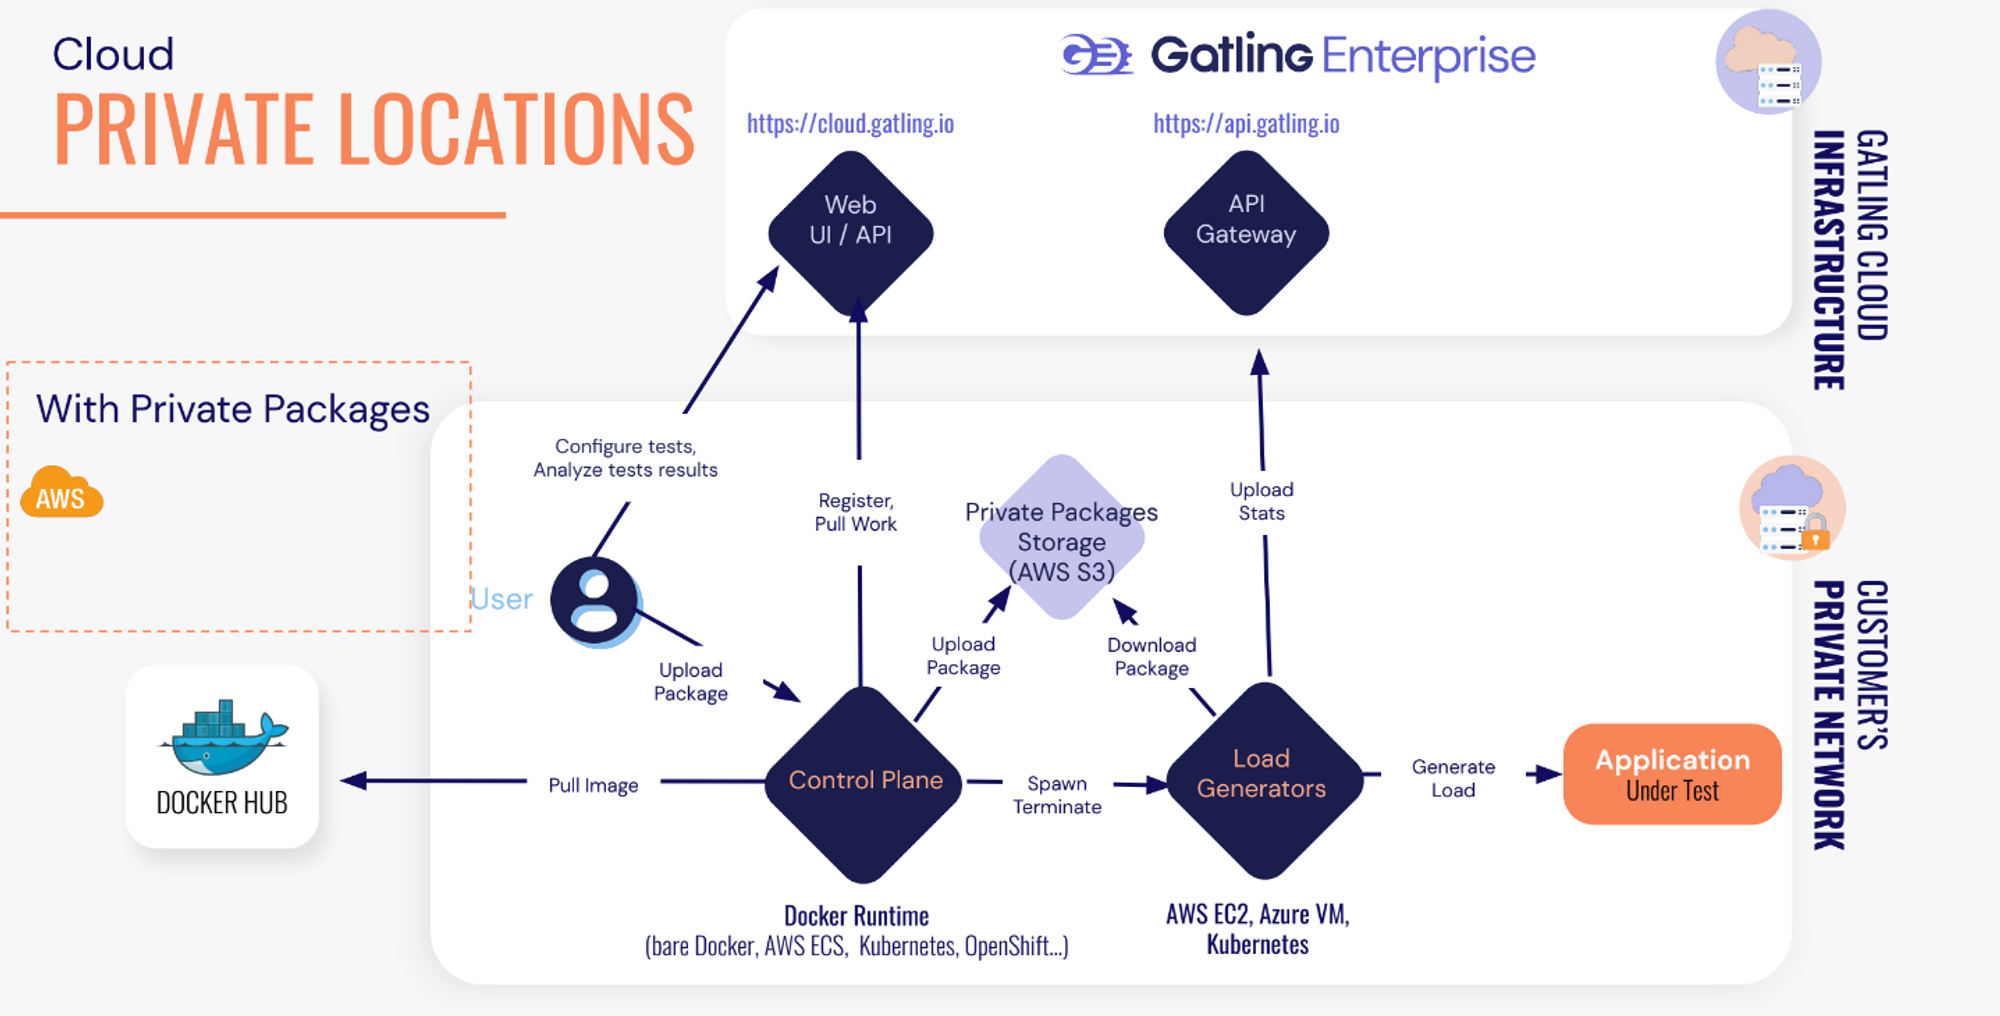 Cloud
PRIVATE LOCATIONS
Gatling Enterprise
https://cloud.gatling.io
https://api.gatling.io
Web
UI / API
API
Gateway
GATLING CLOUD
INFRASTRUCTURE
With Private Packages
AWS
Configure tests,
Analyze tests results
Register,
Pull Work
Private Packages
Storage
(AWS S3)
Upload
Stats
User
Upload
Package
Upload
Package
Download
Package
CUSTOMER'S
PRIVATE NETWORK
DOCKER HUB
Pull Image
Control Plane
Spawn
Terminate
Load
Generators
Generate
Load
Application
Under Test
Docker Runtime
(bare Docker, AWS ECS, Kubernetes, OpenShift...)
AWS EC2, Azure VM,
Kubernetes